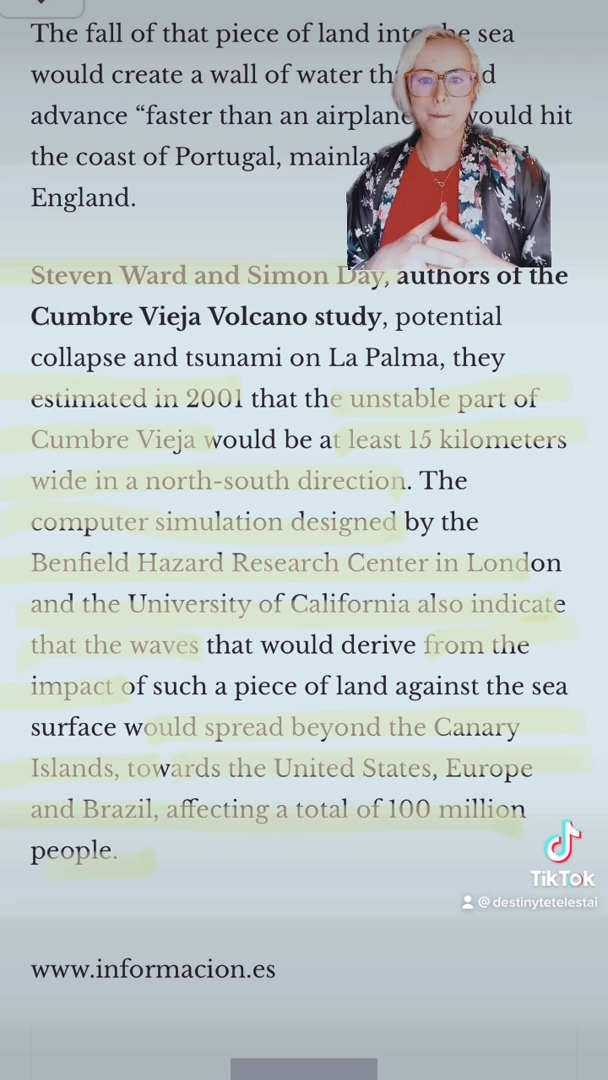 The fall of that piece of land into the sea
would create a wall of water
advance “faster than an airplane would hit
the coast of Portugal,
England.
Steven Ward and Simon Day, authors of the
Cumbre Vieja Volcano study, potential
collapse and tsunami on La Palma, they
estimated in 2001 that the unstable part of
Cumbre Vieja would be at least 15 kilometers
wide in a north-south direction. The
computer simulation designed by the
Benfield Hazard Research Center in London
and the University of California also indicate
that the waves that would derive from the
impact of such a piece of land against the sea
surface would spread beyond the Canary
Islands, towards the United States, Europe
and Brazil, affecting a total of 100 million
people.
TikTok
@destinytetelestai
www.informacion.es